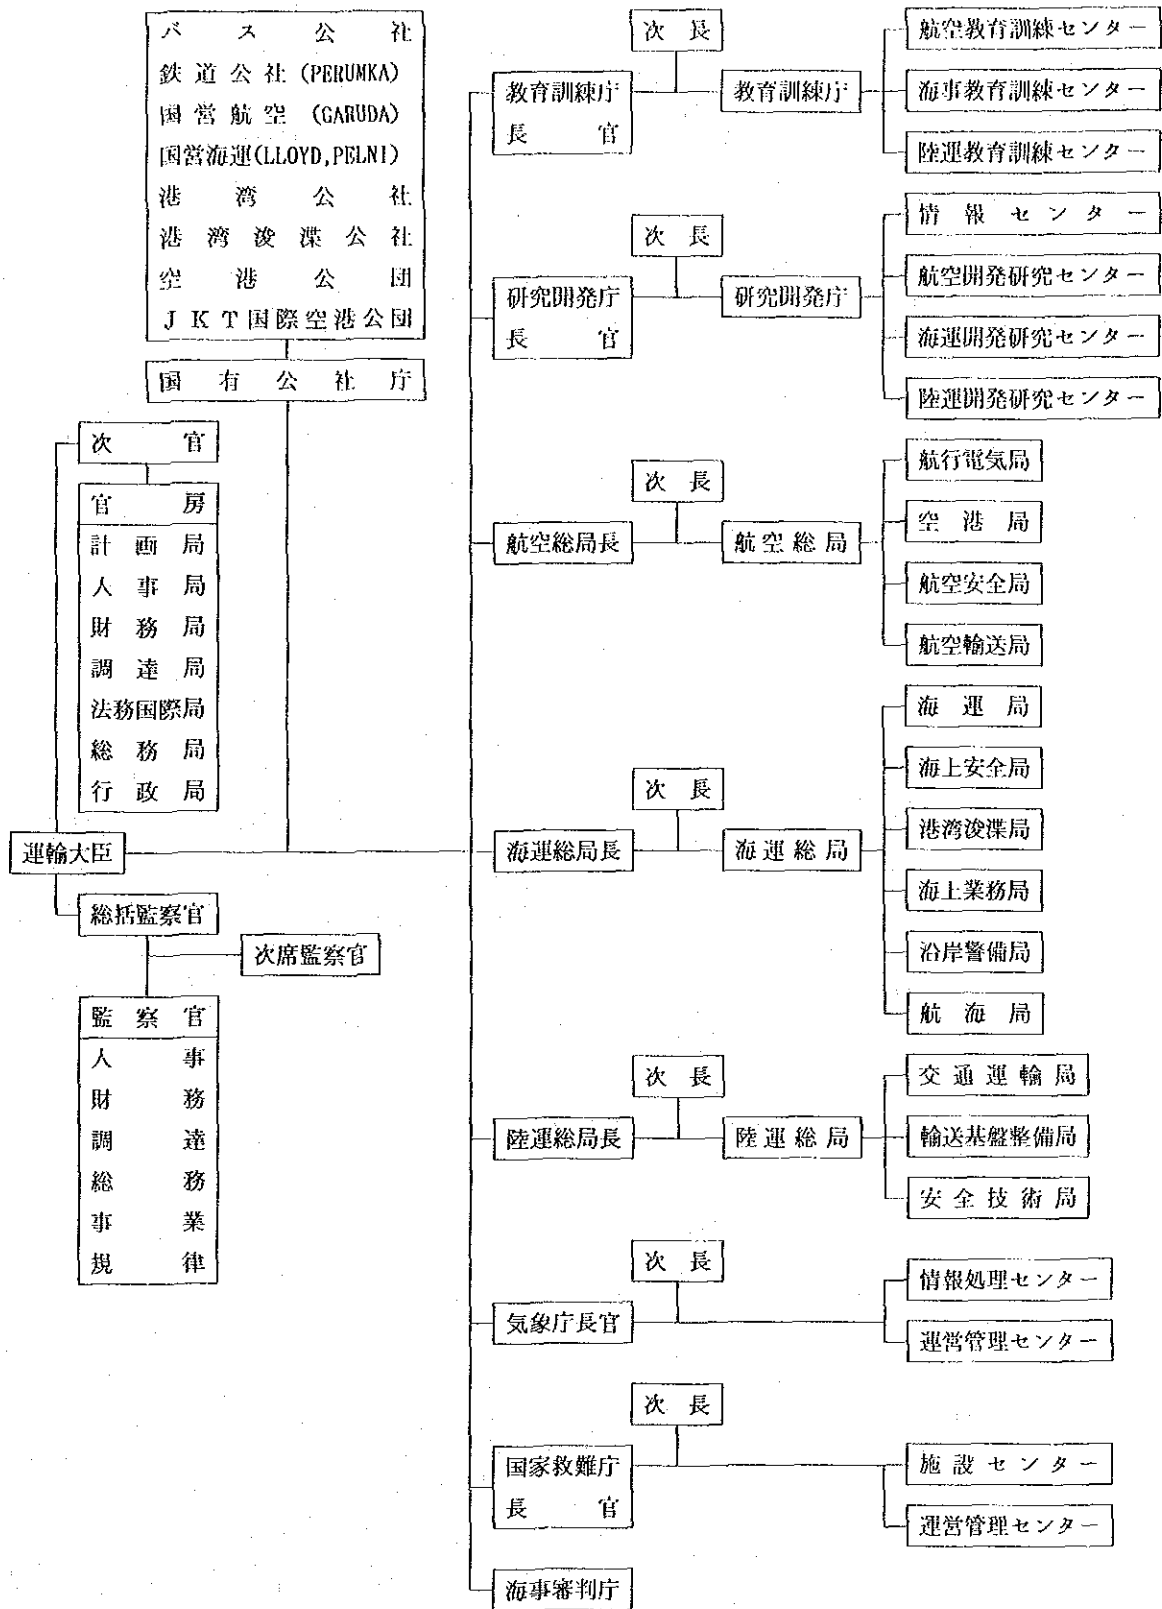 バス公社
鉄道公社(PERUMKA)
国営航空 (GARUDA)
国営海運(LLOYD,PELNI)
港湾公社
港湾浚渫公社
空港公団
JKT国際空港公団
国有公社庁
次官
官房
計画局
人事局
財務局
調達局
法務国際局
総務局
行政局
運輸大臣
総括監察官
次席監察官
監察官
人事
財務
調達
総務
事業
規律
次長
教育訓練庁
長官
教育訓練庁
航空教育訓練センター
海事教育訓練センター
陸運教育訓練センター
次長
研究開発庁
長官
研究開発庁
情報センター
航空開発研究センター
海運開発研究センター
陸運開発研究センター
次長
航空総局長
航空総局
航行電気局
空港局
航空安全局
航空輸送局
次長
海運総局長
海運総局
海運局
海上安全局
港湾浚渫局
海上業務局
沿岸警備局
航海局
次長
陸運総局長
陸運総局
交通運輸局
輸送基盤整備局
安全技術局
次長
気象庁長官
情報処理センター
運営管理センター
次長
国家救難庁
長官
施設センター
運営管理センター
海事審判庁